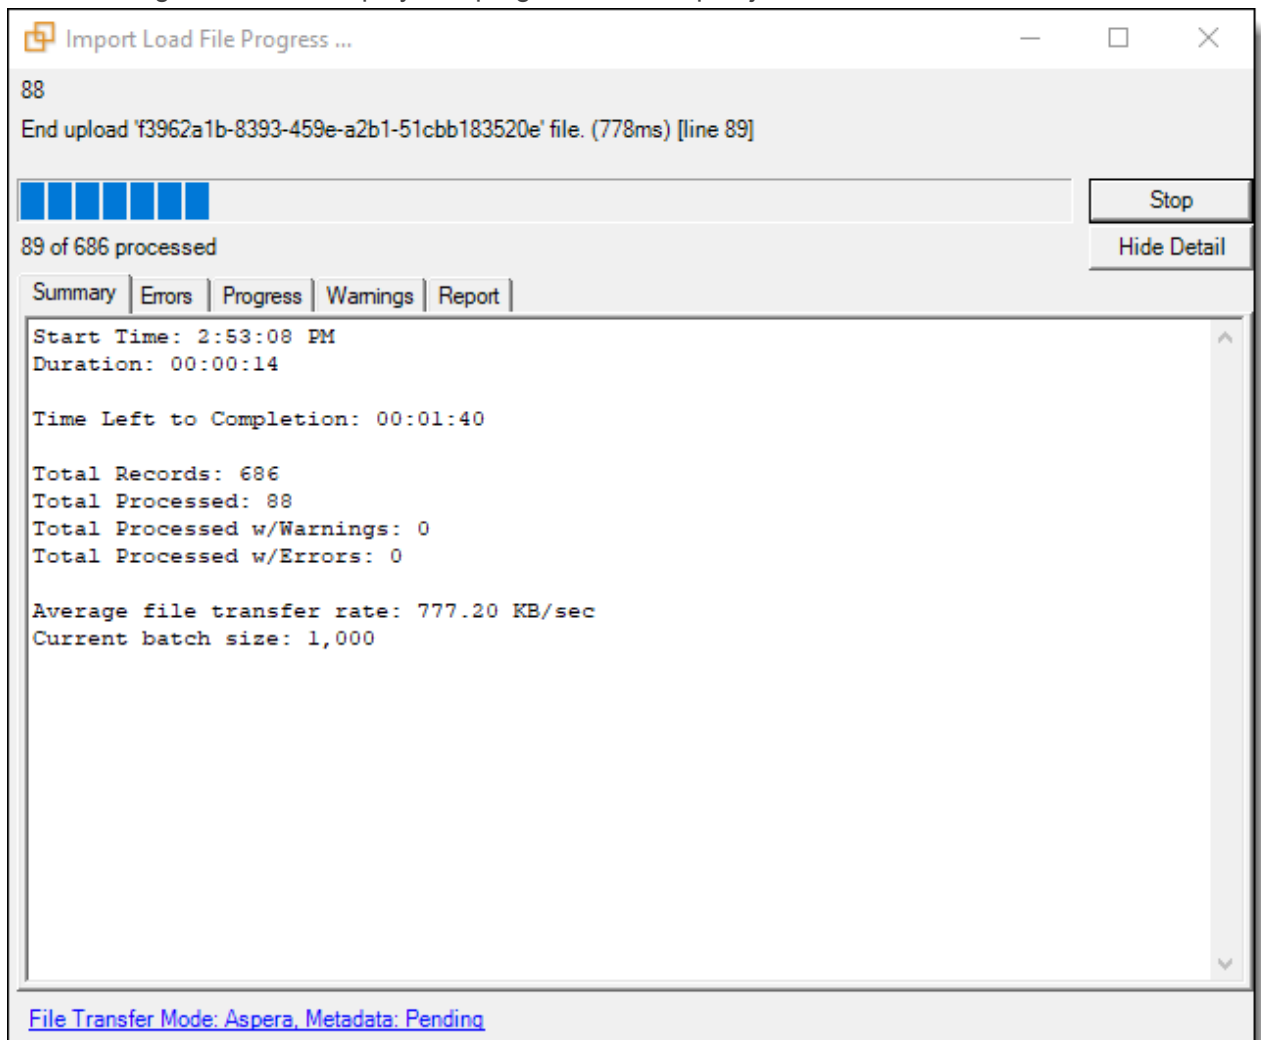 Import Load File Progress ...
88
End upload 'f3962a1b-8393-459e-a2b1-51cbb183520e' file. (778ms) [line 89]
Stop
89 of 686 processed
Hide Detail
Summary Errors Progress Warnings Report
Start Time: 2:53:08 PM
Duration: 00:00:14
Time Left to Completion: 00:01:40
Total Records: 686
Total Processed: 88
Total Processed w/Warnings: 0
Total Processed w/Errors: 0
Average file transfer rate: 777.20 KB/sec
Current batch size: 1,000
File Transfer Mode: Aspera, Metadata: Pending